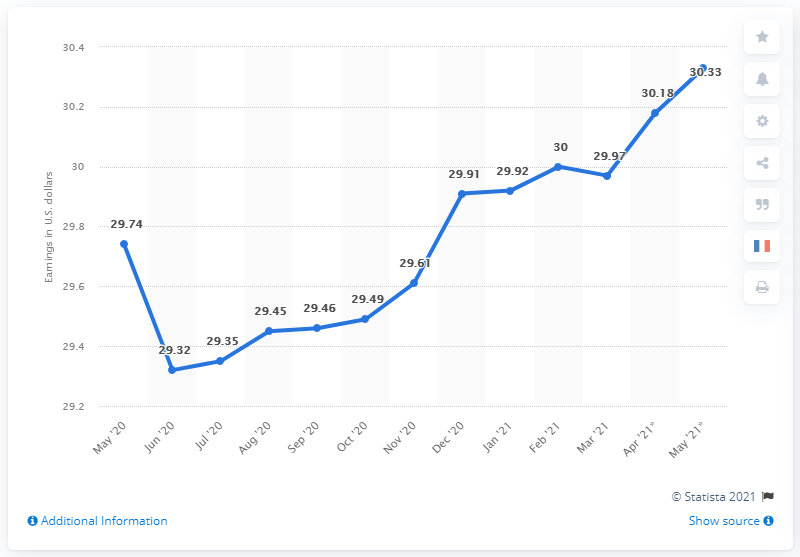 30.4
30.2
30
29.8
29.6
29.4
29.2
Earnings in U.S. dollars
29.74
29.32
29.35
29.45
29.46
29.49
29.61
29.91
29.92
30
29.97
30.18
30.33
May '20
Jun '20
Jul '20
Aug '20
Sep '20
Oct '20
Nov '20
Dec '20
Jan '21
Feb '21
Mar '21
Apr '21*
May '21*
© Statista 2021
Additional Information
Show source